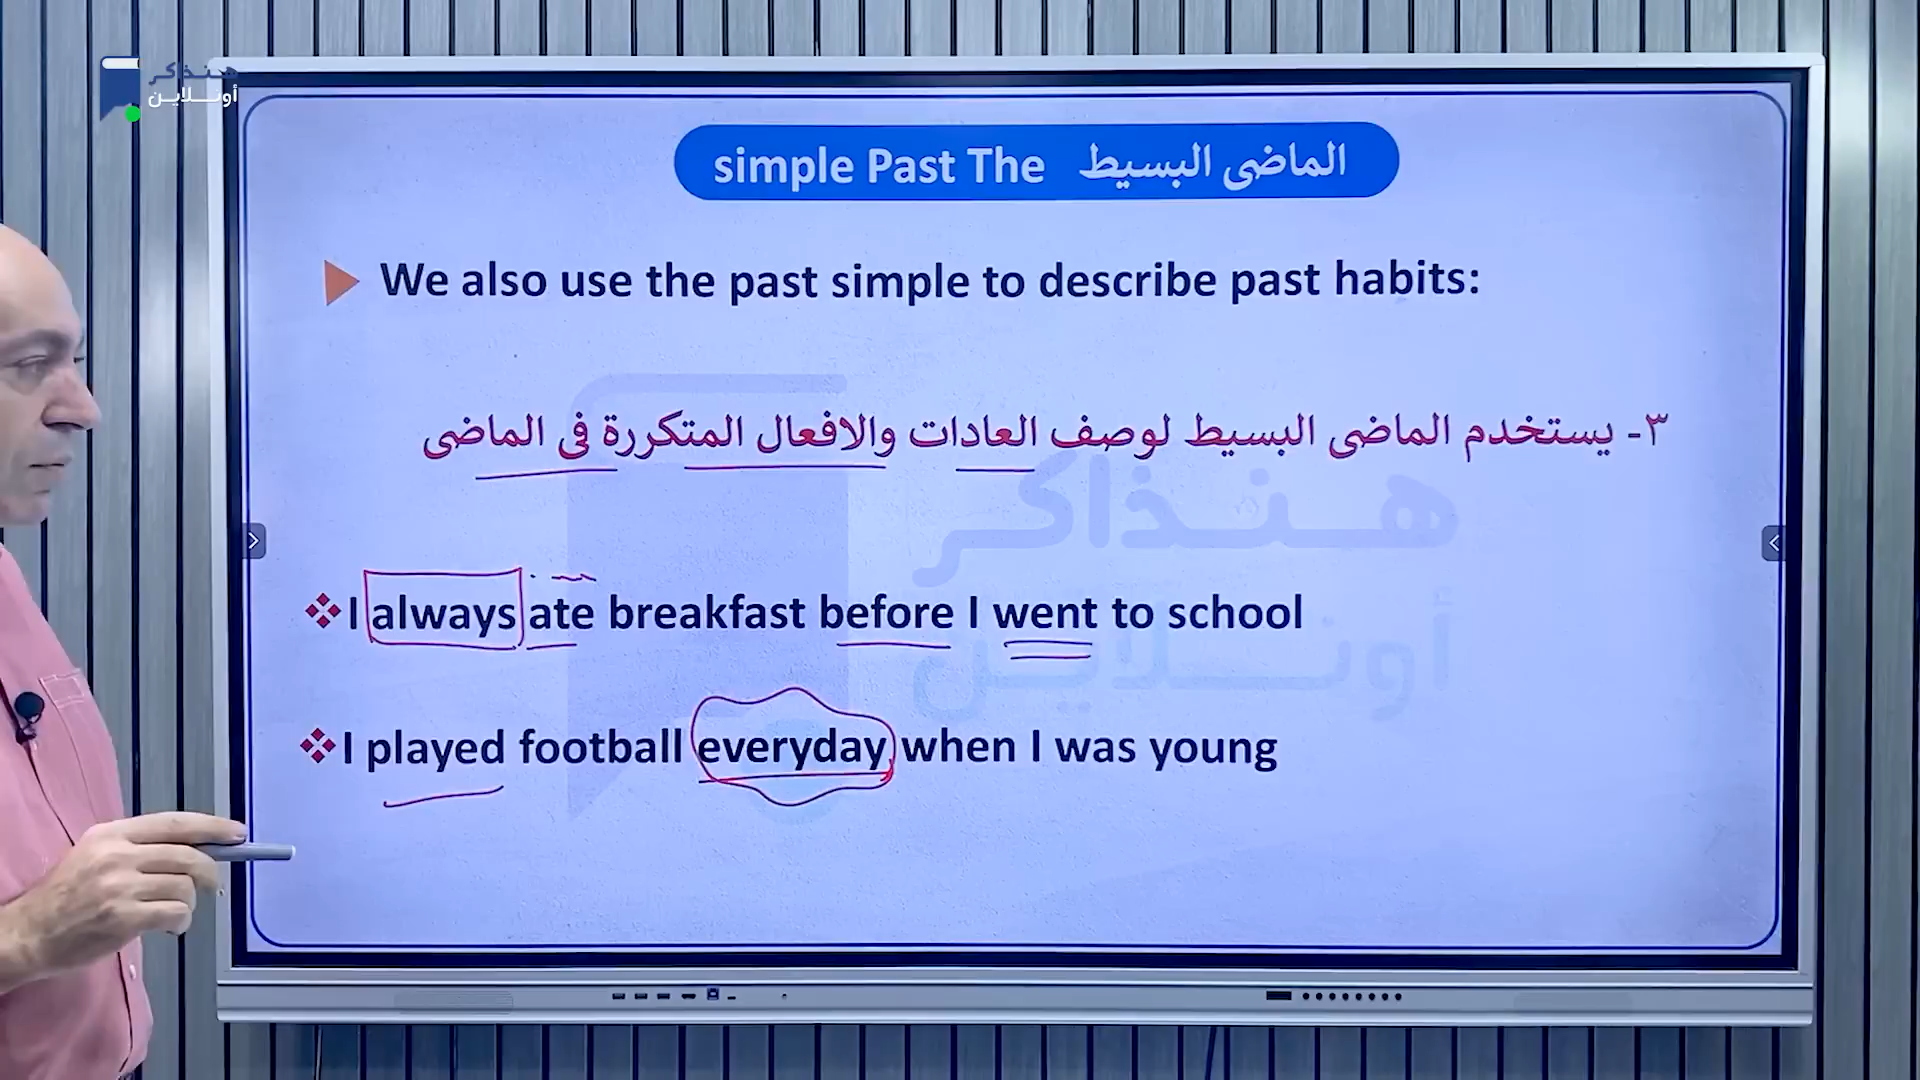 هنذاكر
أونلاين
simple Past The الماضى البسيط
We also use the past simple to describe past habits:
٣- يستخدم الماضى البسيط لوصف العادات والافعال المتكررة فى الماضى
هنذاكر
أونلاين
I always ate breakfast before I went to school
I played football everyday when I was young